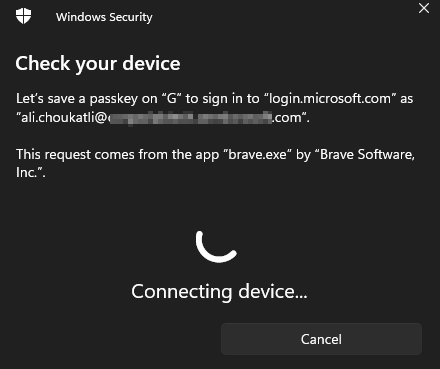 Windows Security
Check your device
Let's save a passkey on "G" to sign in to "login.microsoft.com" as
"ali.choukatli@ .com".
This request comes from the app "brave.exe" by "Brave Software,
Inc.".
Connecting device...
Cancel